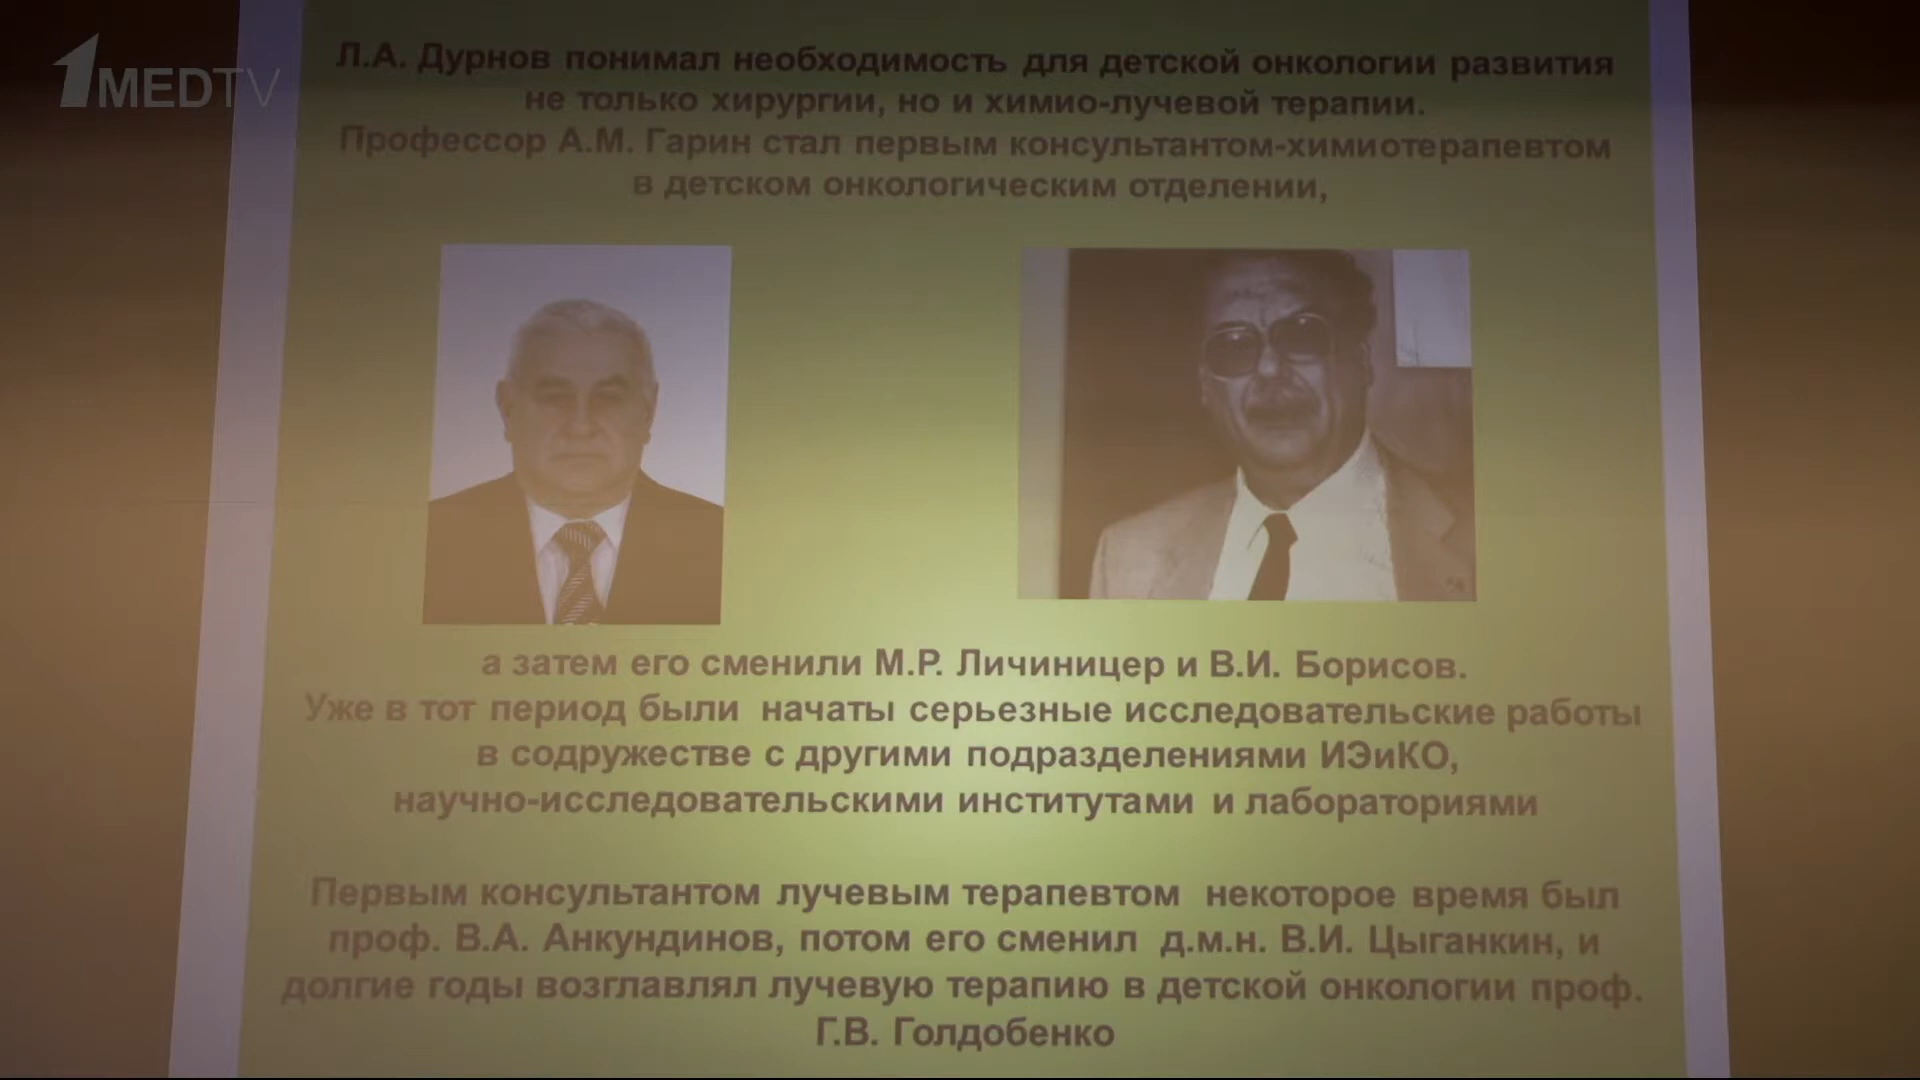 1MEDTV
Л.А. Дурнов понимал необходимость для детской онкологии развития
не только хирургии, но и химио-лучевой терапии.
Профессор А.М. Гарин стал первым консультантом-химиотерапевтом
в детском онкологическим отделении,
а затем его сменили М.Р. Личиницер и В.И. Борисов.
Уже в тот период были начаты серьезные исследовательские работы
в содружестве с другими подразделениями ИЭиКО,
научно-исследовательскими институтами и лабораториями
Первым консультантом лучевым терапевтом некоторое время был
проф. В.А. Анкундинов, потом его сменил д.м.н. В.И. Цыганкин, и
долгие годы возглавлял лучевую терапию в детской онкологии проф.
Г.В. Голдобенко